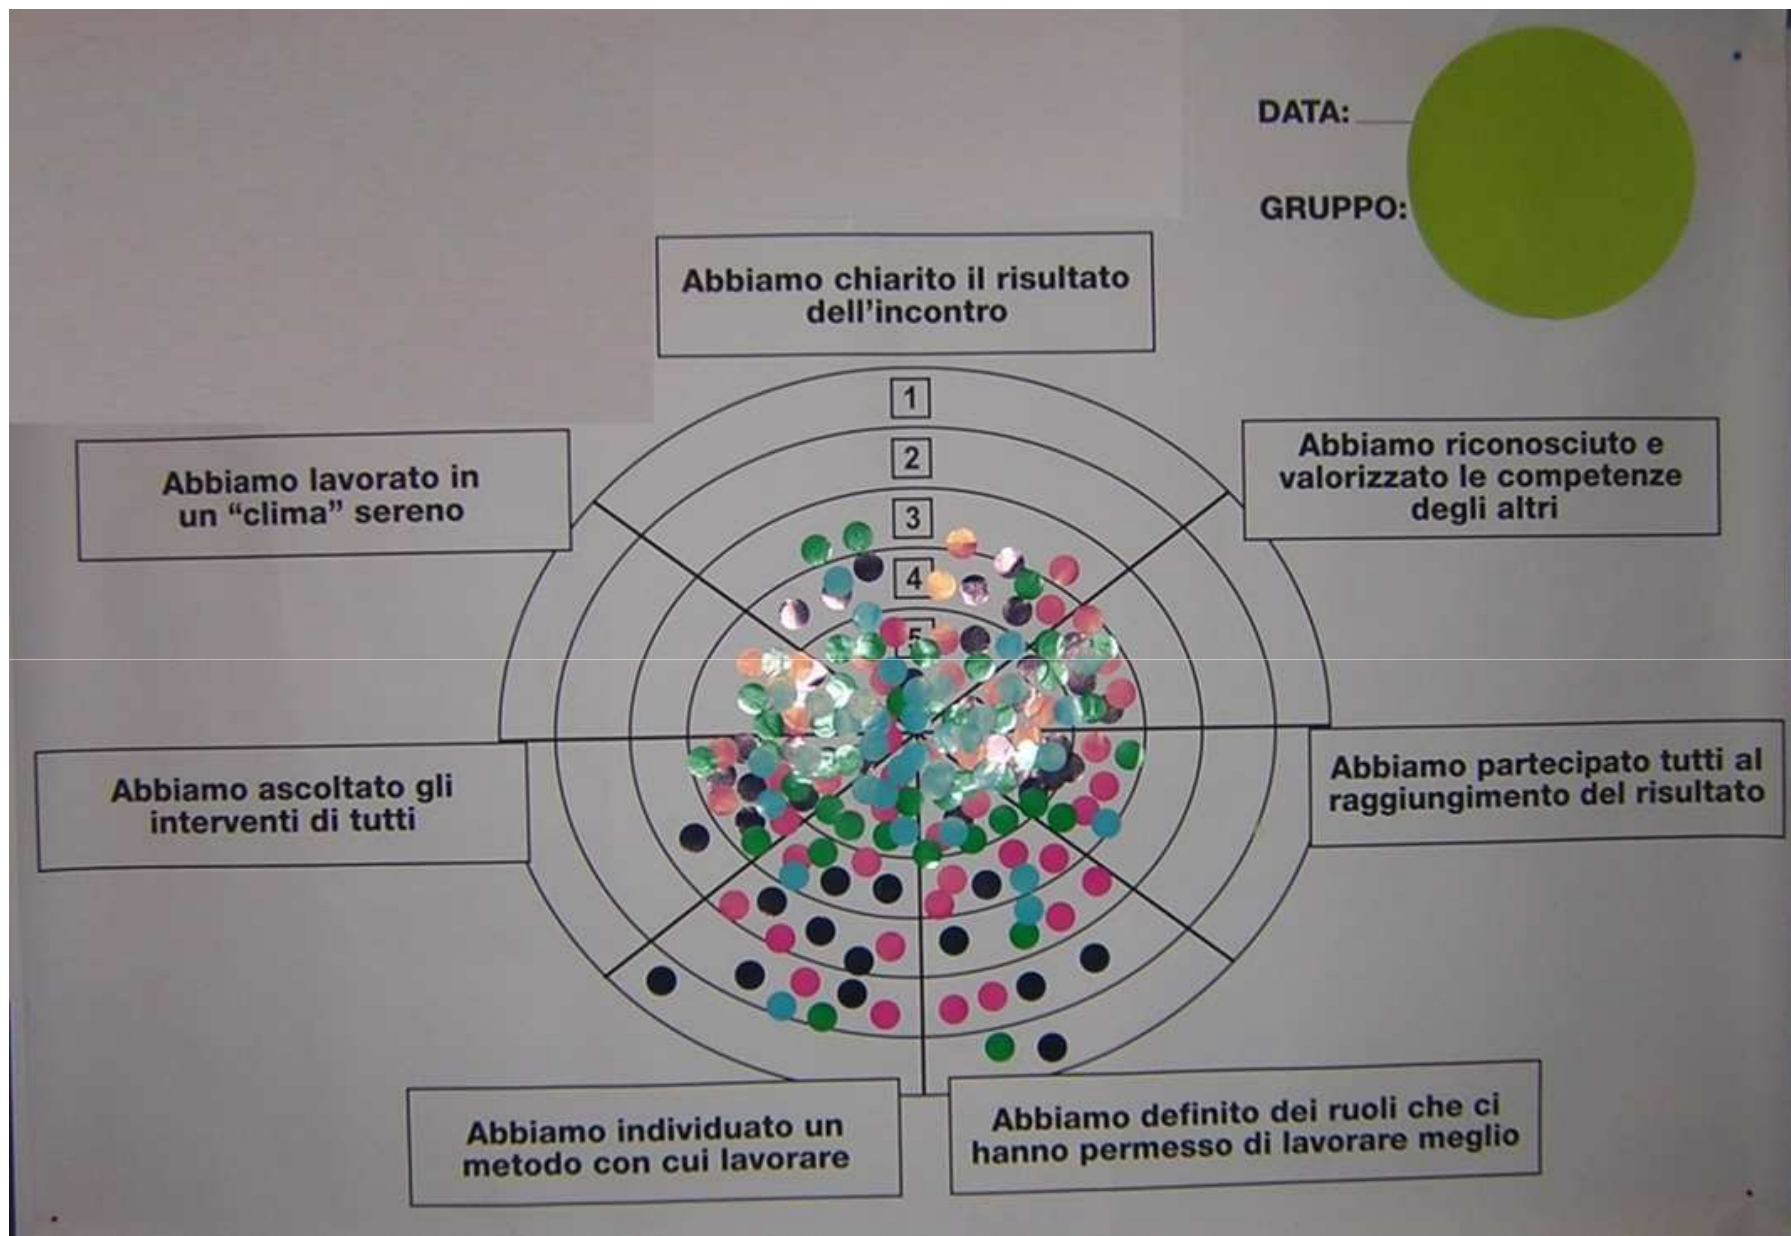 DATA:
GRUPPO:
Abbiamo chiarito il risultato
dell'incontro
1
2
3
4
5
Abbiamo lavorato in
un “clima” sereno
Abbiamo riconosciuto e
valorizzato le competenze
degli altri
Abbiamo ascoltato gli
interventi di tutti
Abbiamo partecipato tutti al
raggiungimento del risultato
Abbiamo individuato un
metodo con cui lavorare
Abbiamo definito dei ruoli che ci
hanno permesso di lavorare meglio